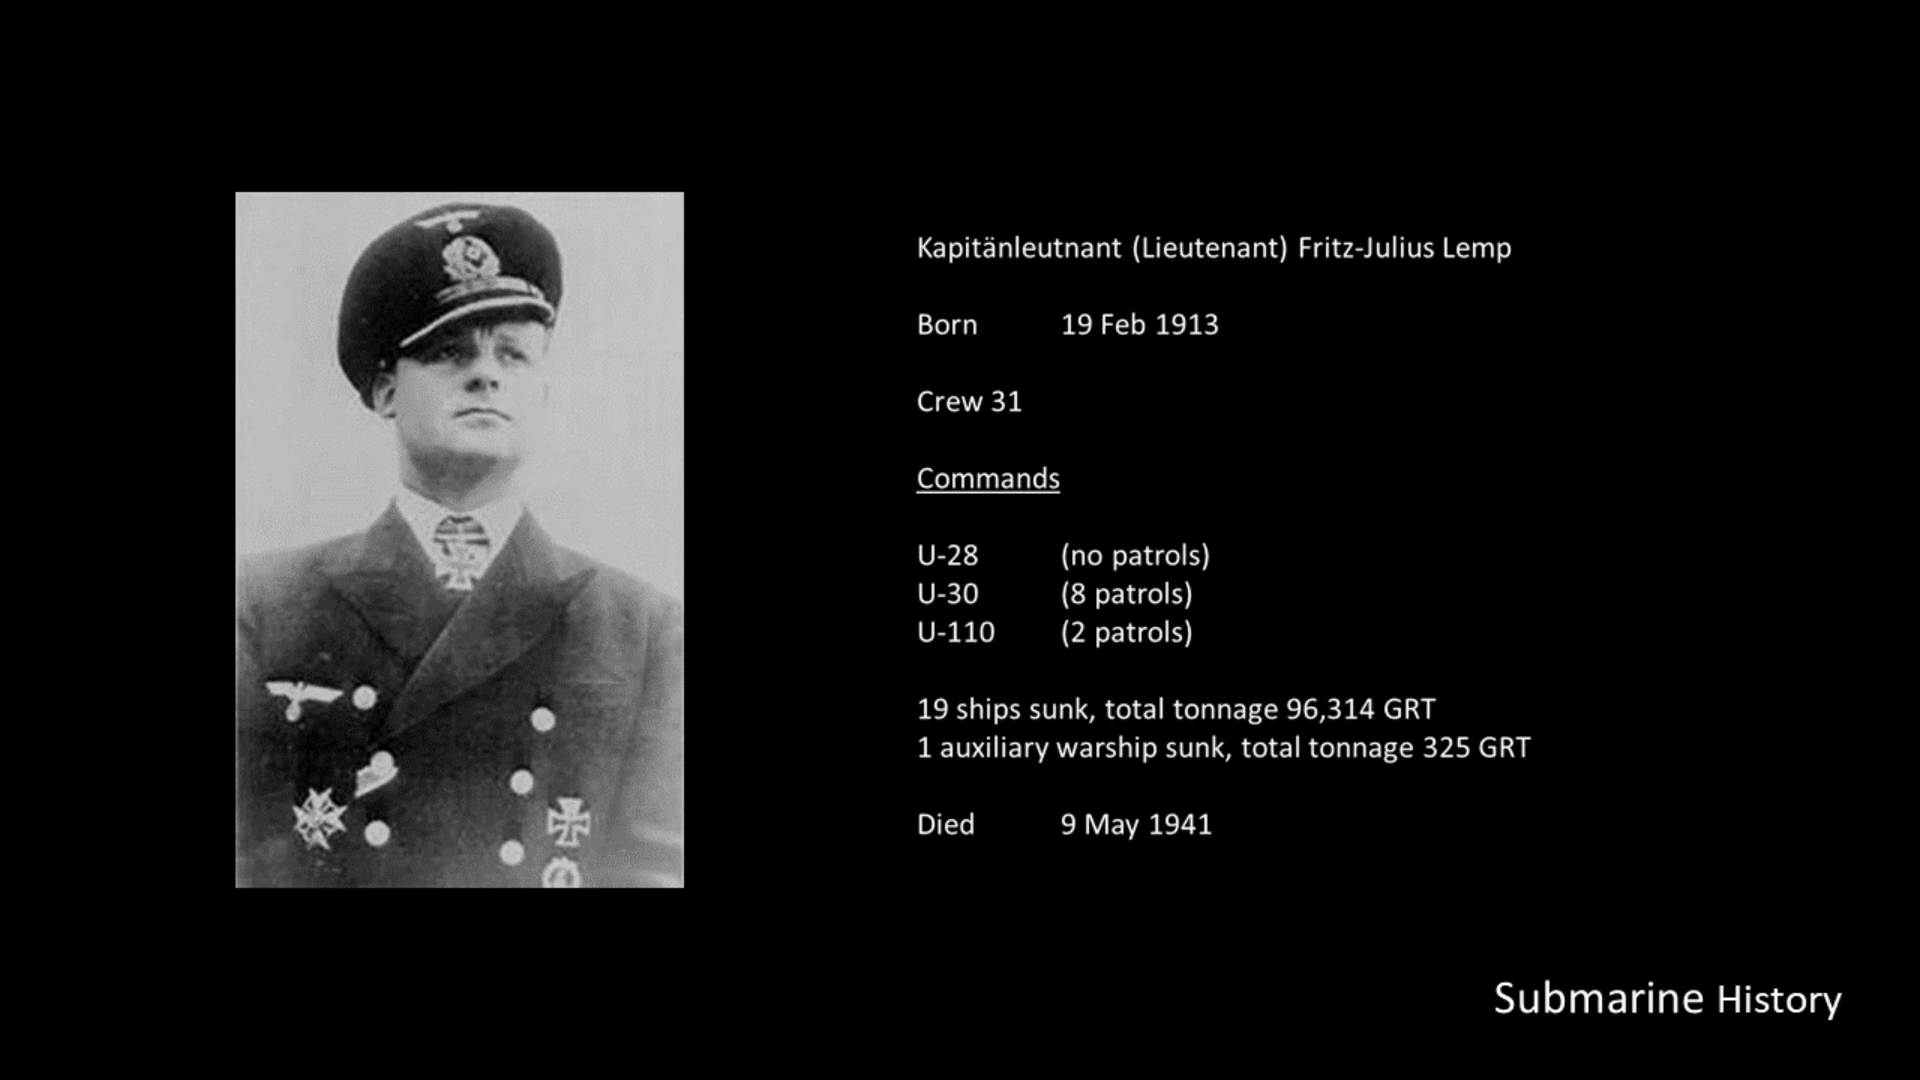 Kapitänleutnant (Lieutenant) Fritz-Julius Lemp
Born 19 Feb 1913
Crew 31
Commands
U-28 (no patrols)
U-30 (8 patrols)
U-110 (2 patrols)
19 ships sunk, total tonnage 96,314 GRT
1 auxiliary warship sunk, total tonnage 325 GRT
Died 9 May 1941
Submarine History